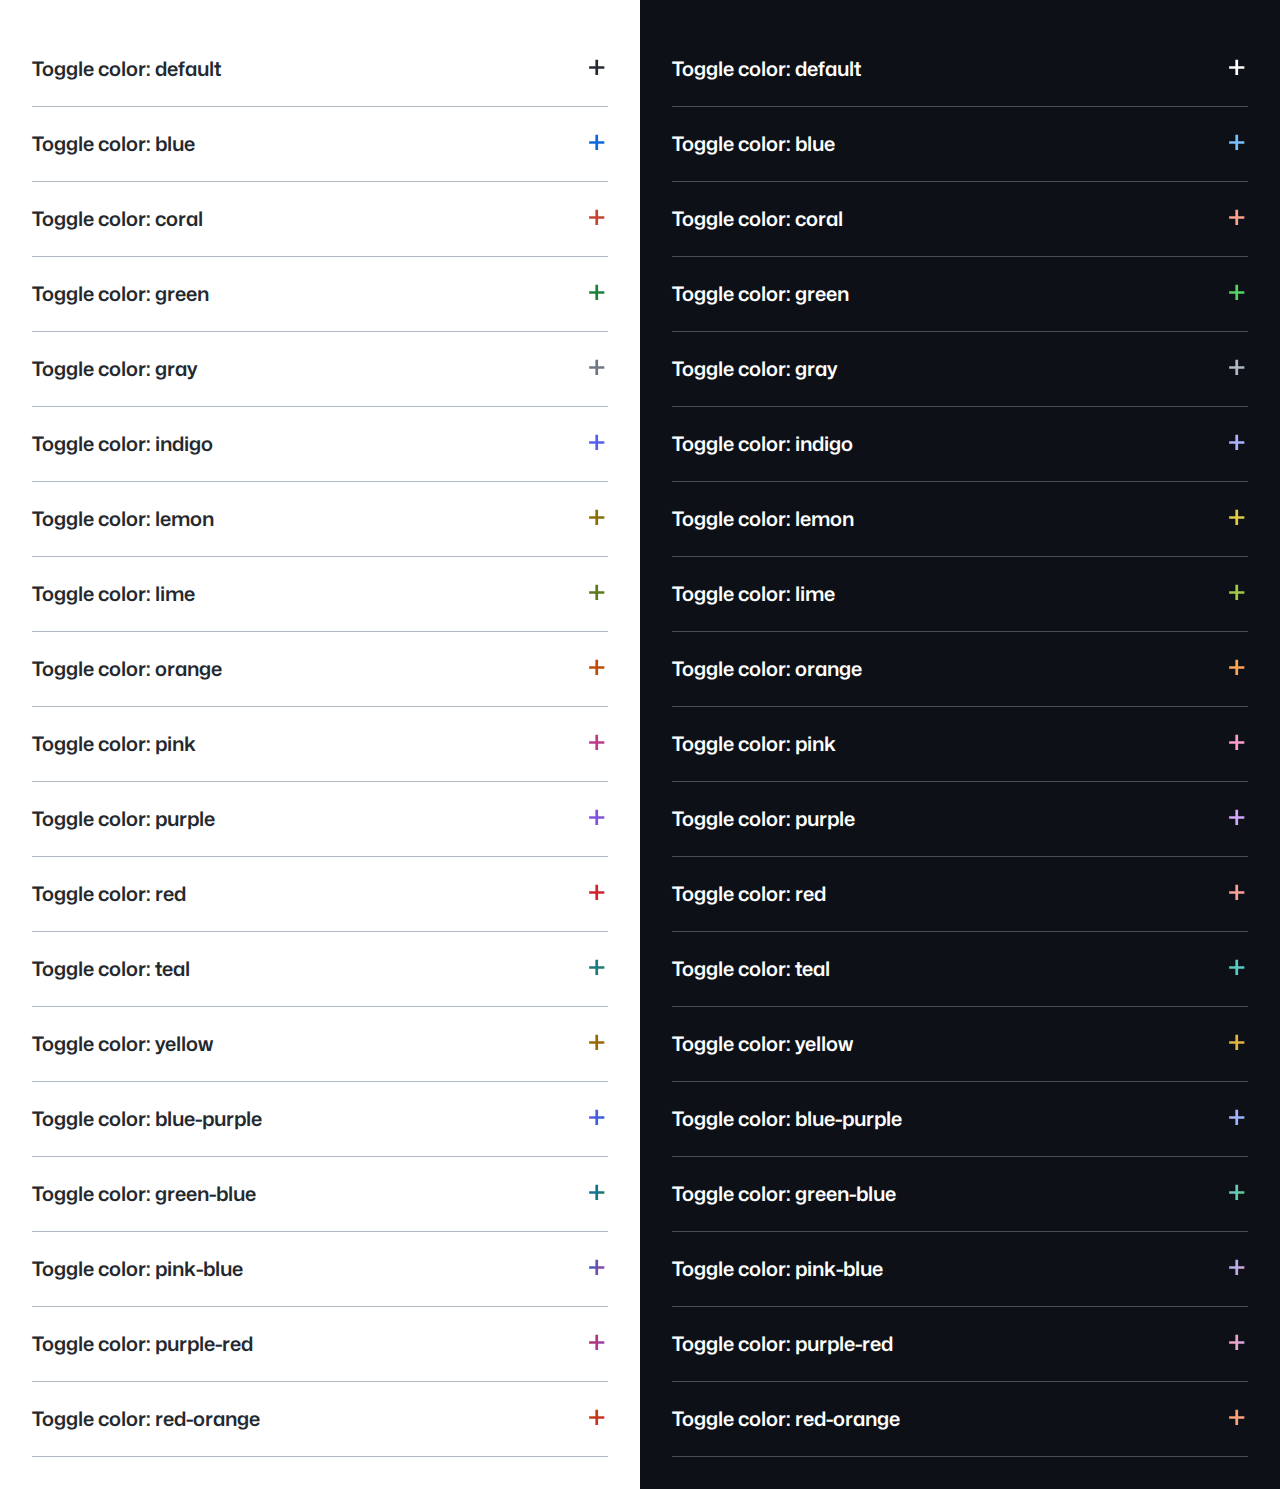 Toggle color: default
Toggle color: blue
Toggle color: coral
Toggle color: green
Toggle color: gray
Toggle color: indigo
Toggle color: lemon
Toggle color: lime
Toggle color: orange
Toggle color: pink
Toggle color: purple
Toggle color: red
Toggle color: teal
Toggle color: yellow
Toggle color: blue-purple
Toggle color: green-blue
Toggle color: pink-blue
Toggle color: purple-red
Toggle color: red-orange
Toggle color: default
Toggle color: blue
Toggle color: coral
Toggle color: green
Toggle color: gray
Toggle color: indigo
Toggle color: lemon
Toggle color: lime
Toggle color: orange
Toggle color: pink
Toggle color: purple
Toggle color: red
Toggle color: teal
Toggle color: yellow
Toggle color: blue-purple
Toggle color: green-blue
Toggle color: pink-blue
Toggle color: purple-red
Toggle color: red-orange